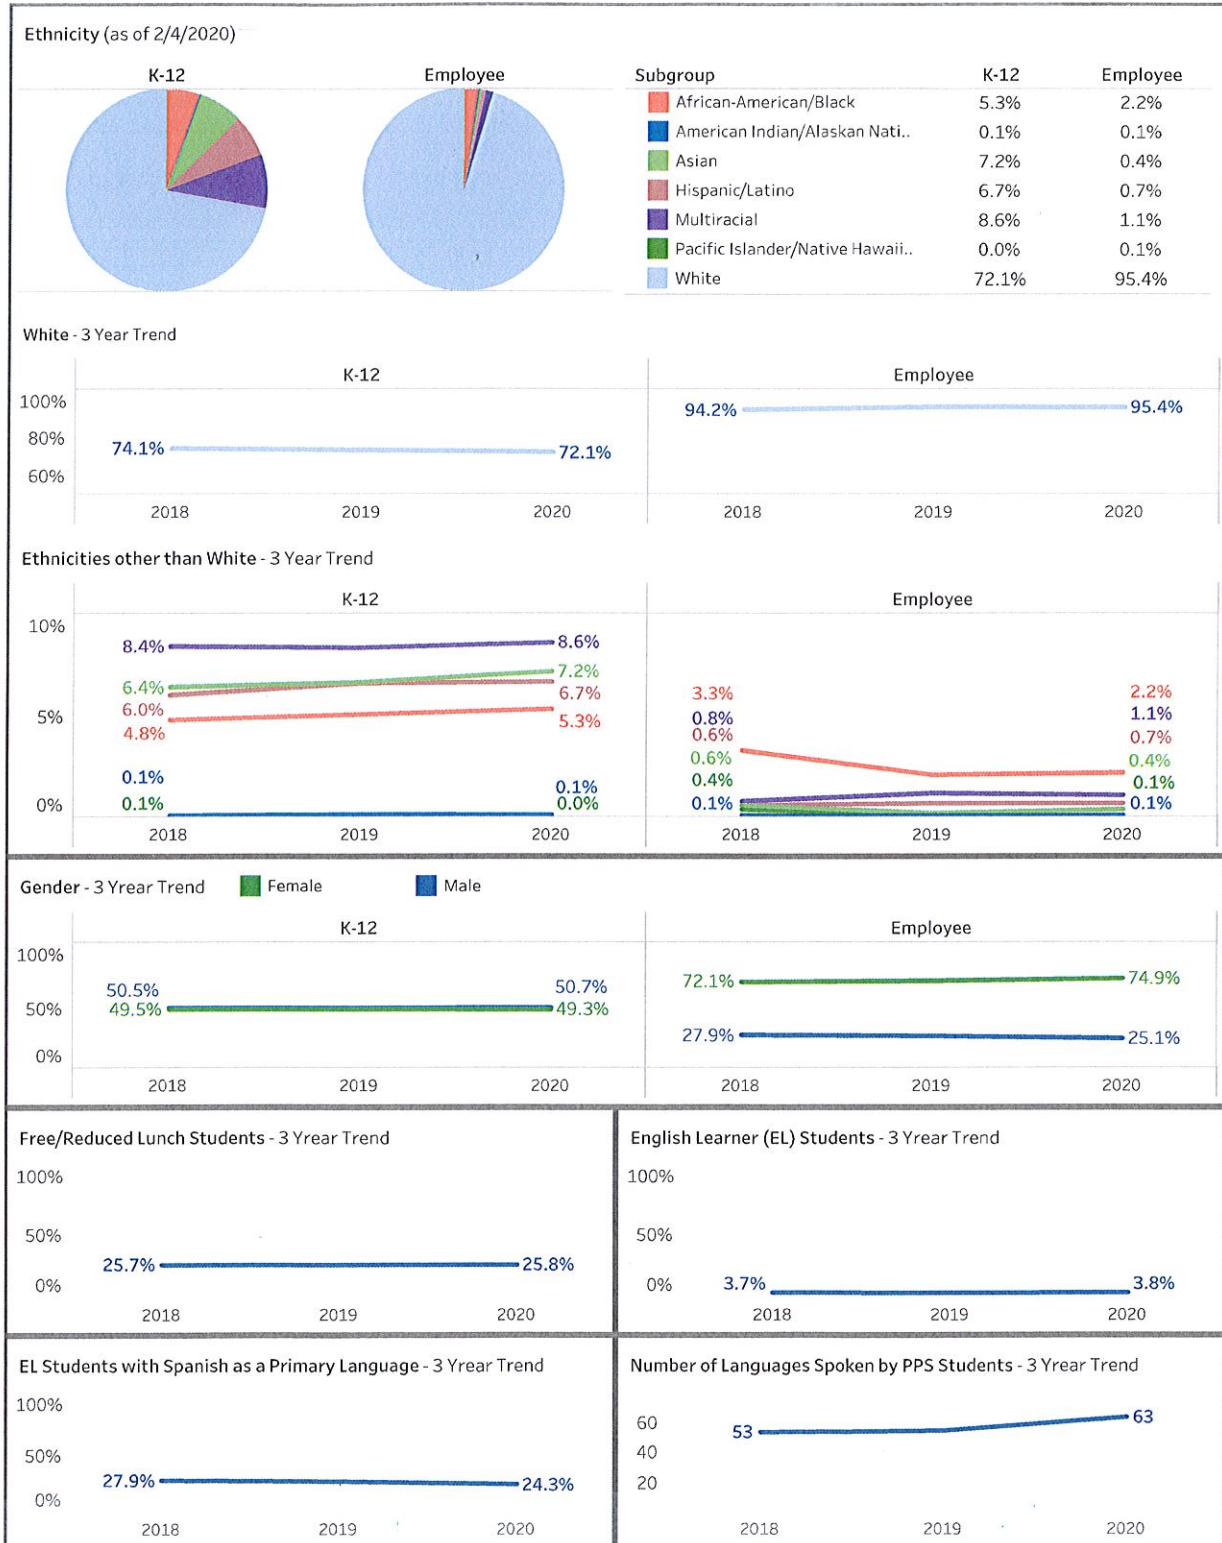 Ethnicity (as of 2/4/2020)
K-12 Employee
Subgroup K-12 Employee
African-American/Black 5.3% 2.2%
American Indian/Alaskan Nati.. 0.1% 0.1%
Asian 7.2% 0.4%
Hispanic/Latino 6.7% 0.7%
Multiracial 8.6% 1.1%
Pacific Islander/Native Hawaii.. 0.0% 0.1%
White 72.1% 95.4%
White - 3 Year Trend
K-12 Employee
100%
80%
60%
74.1% 72.1%
94.2% 95.4%
2018 2019 2020 2018 2019 2020
Ethnicities other than White - 3 Year Trend
K-12 Employee
10%
5%
0%
8.4% 8.6%
6.4% 7.2%
6.0% 6.7%
4.8% 5.3%
0.1% 0.1%
0.1% 0.0%
3.3% 2.2%
0.8% 1.1%
0.6% 0.7%
0.6% 0.4%
0.4% 0.1%
0.1% 0.1%
2018 2019 2020 2018 2019 2020
Gender - 3 Yrear Trend Female Male
K-12 Employee
100%
50%
0%
50.5% 50.7%
49.5% 49.3%
72.1% 74.9%
27.9% 25.1%
2018 2019 2020 2018 2019 2020
Free/Reduced Lunch Students - 3 Yrear Trend
100%
50%
0%
25.7% 25.8%
2018 2019 2020
English Learner (EL) Students - 3 Yrear Trend
100%
50%
0%
3.7% 3.8%
2018 2019 2020
EL Students with Spanish as a Primary Language - 3 Yrear Trend
100%
50%
0%
27.9% 24.3%
2018 2019 2020
Number of Languages Spoken by PPS Students - 3 Yrear Trend
60
40
20
53 63
2018 2019 2020